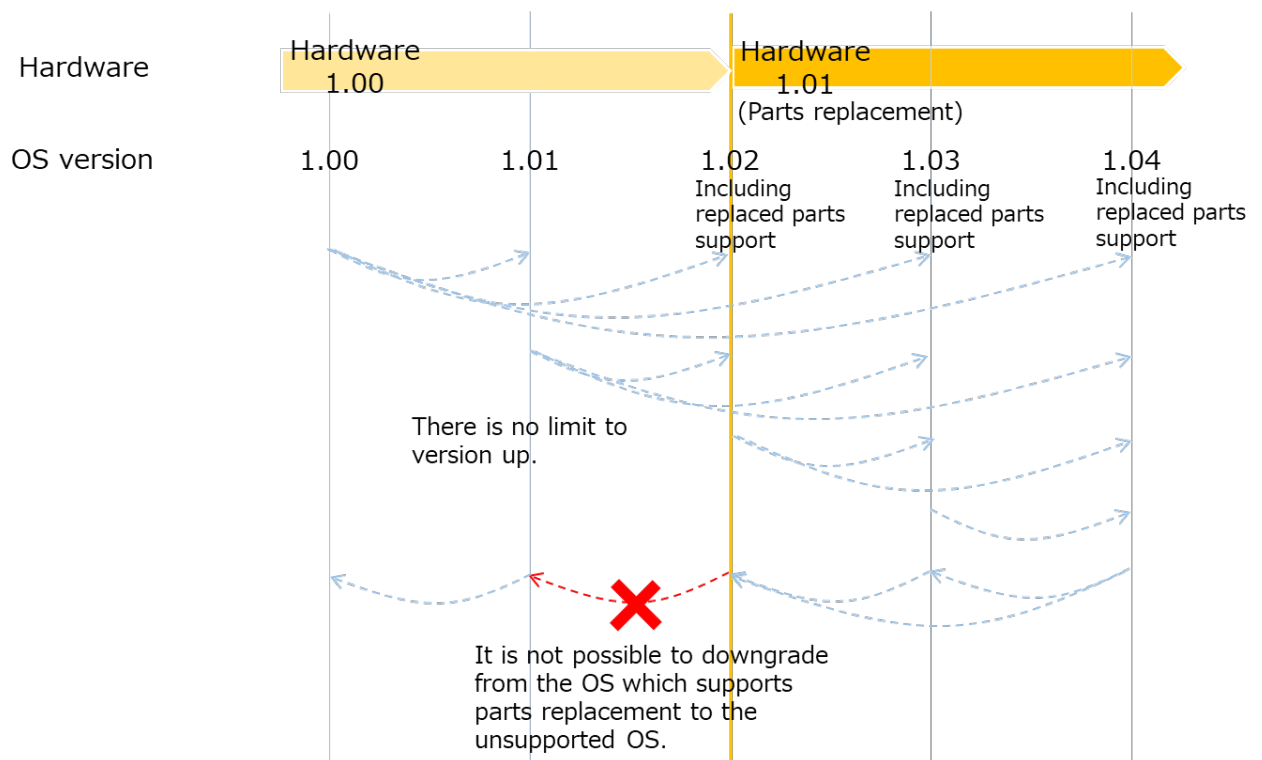 Hardware
Hardware
1.00
Hardware
1.01
(Parts replacement)
OS version
1.00
1.01
1.02
1.03
1.04
Including
replaced parts
support
Including
replaced parts
support
Including
replaced parts
support
There is no limit to
version up.
It is not possible to downgrade
from the OS which supports
parts replacement to the
unsupported OS.